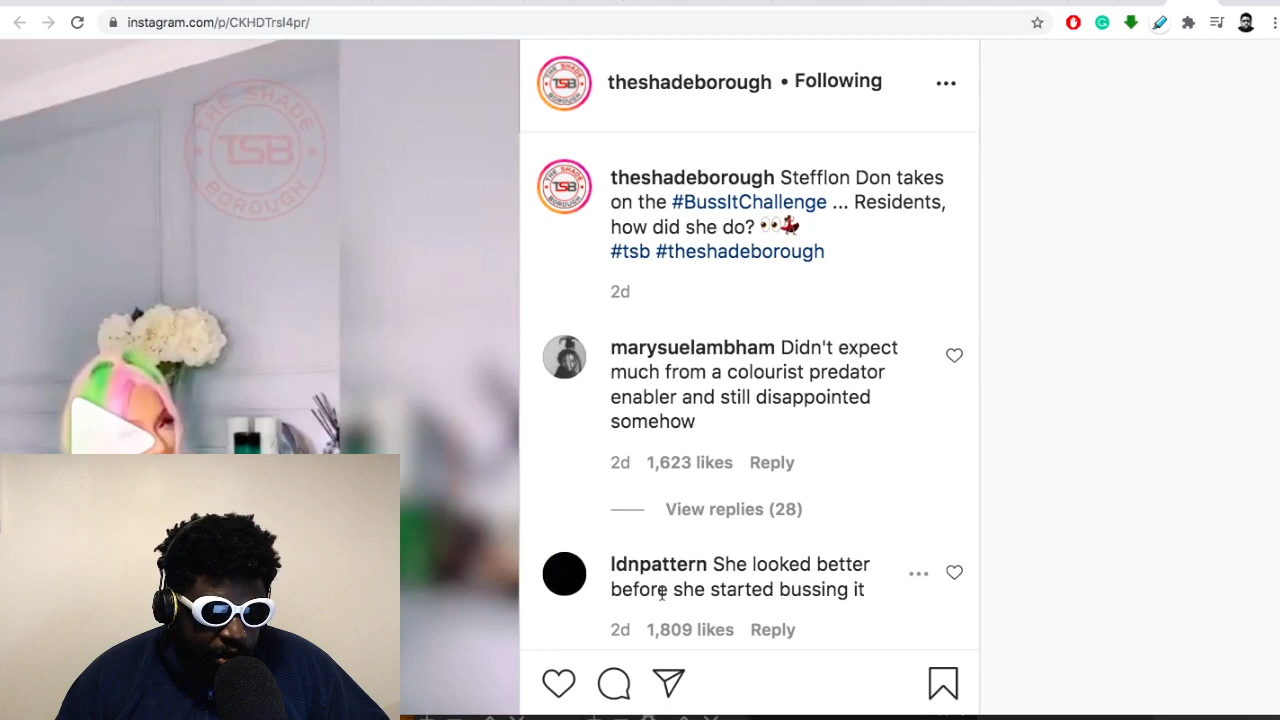 instagram.com/p/CKHDTrsl4pr/
THE SHADE
TSB
BOROUGH
theshadeborough • Following
TSB
theshadeborough Stefflon Don takes
on the #BussItChallenge ... Residents,
how did she do? 👀💃
#tsb #theshadeborough
2d
marysuelambham Didn't expect
much from a colourist predator
enabler and still disappointed
somehow
2d 1,623 likes Reply
View replies (28)
ldnpattern She looked better
before she started bussing it
2d 1,809 likes Reply